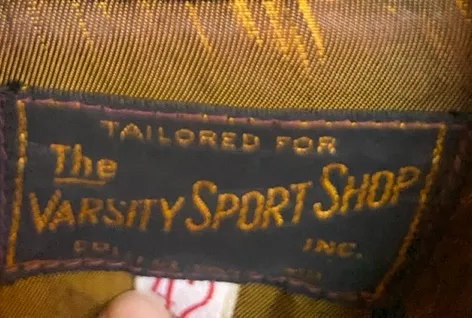 TAILORED FOR
The
VARSITY SPORT SHOP
INC.